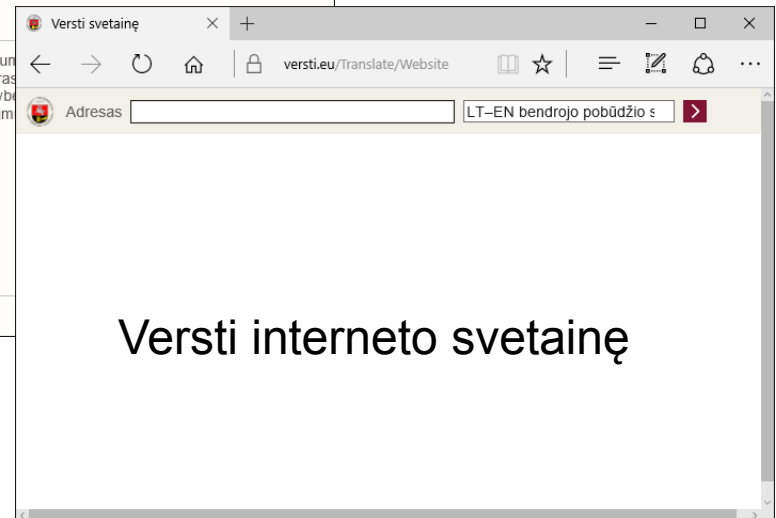 Versti svetainę
versti.eu/Translate/Website
Adresas
LT–EN bendrojo pobūdžio s
Versti interneto svetainę